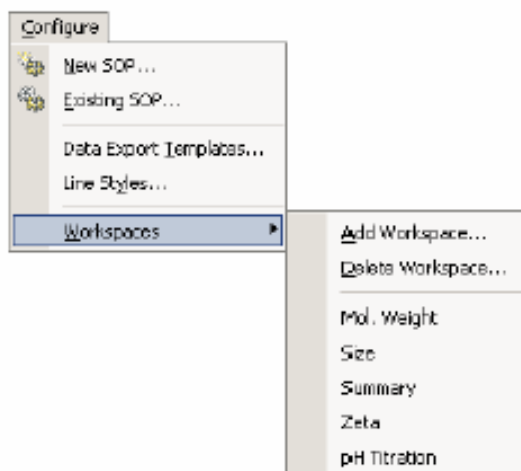 Configure
New SOP...
Existing SOP...
Data Export Templates...
Line Styles...
Workspaces
Add Workspace...
Delete Workspace...
Mol. Weight
Size
Summary
Zeta
pH Titration